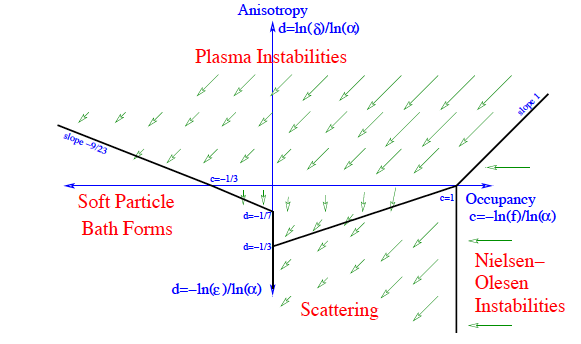 Anisotropy
d=ln(δ)/ln(α)
Plasma Instabilities
slope 1
slope −9/23
c=−1/3
Soft Particle
Bath Forms
d=−1/7
c=1
Occupancy
c=−ln(f)/ln(α)
d=−1/3
Nielsen−
Olesen
Instabilities
d=−ln(ε)/ln(α)
Scattering